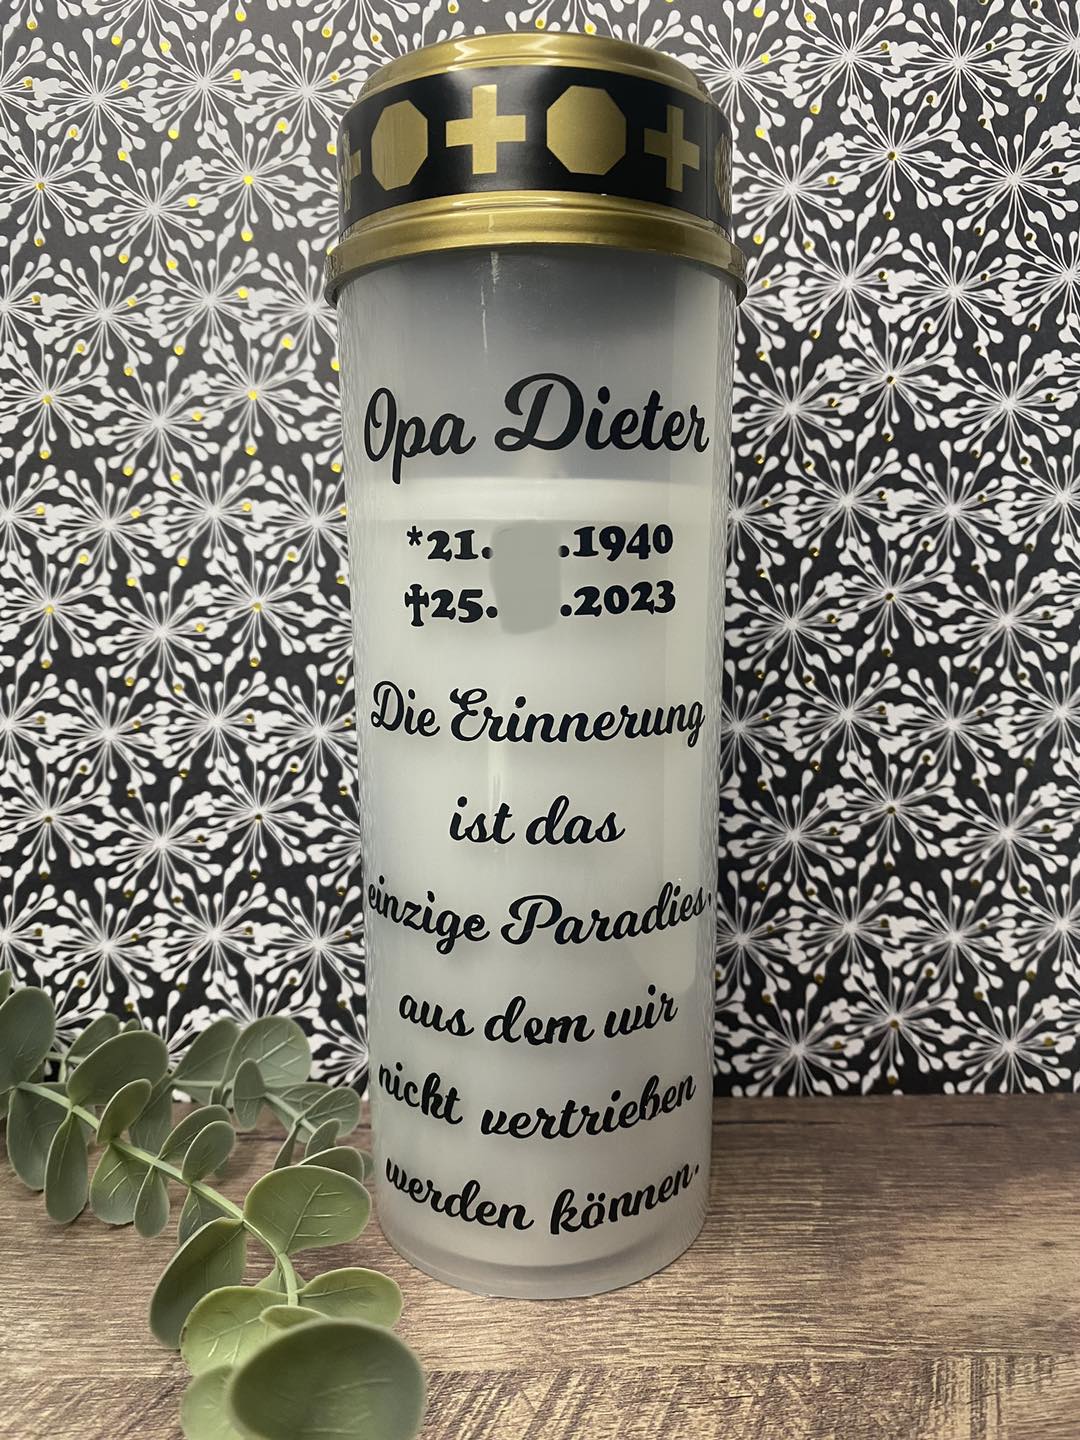 Opa Dieter
*21. .1940
†25. .2023
Die Erinnerung
ist das
einzige Paradies,
aus dem wir
nicht vertrieben
werden können.